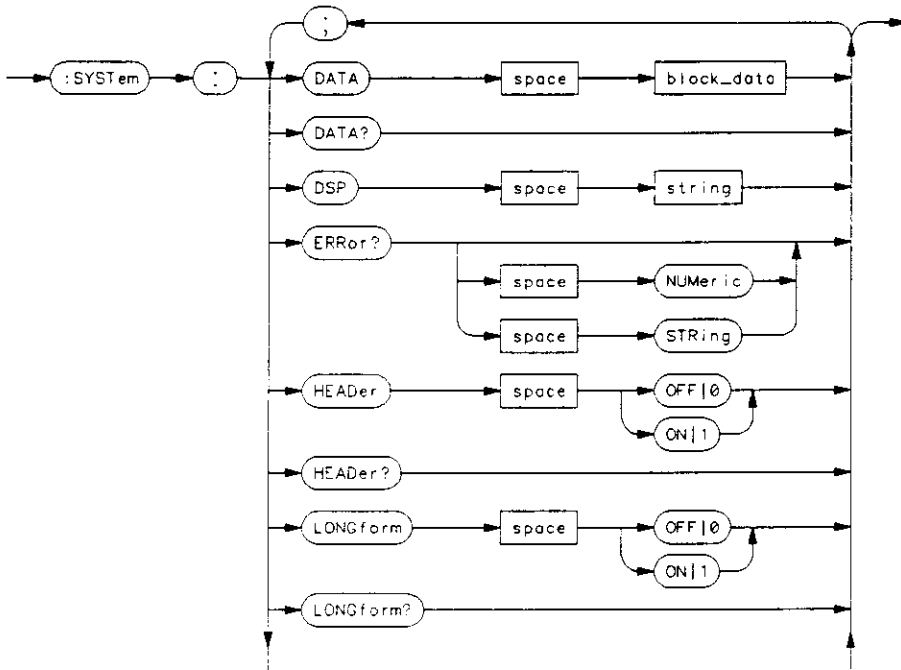 ;
:SYSTem : DATA space block_data
DATA?
DSP space string
ERRor?
space NUMeric
space STRing
HEADer space OFF|0
ON|1
HEADer?
LONGform space OFF|0
ON|1
LONGform?